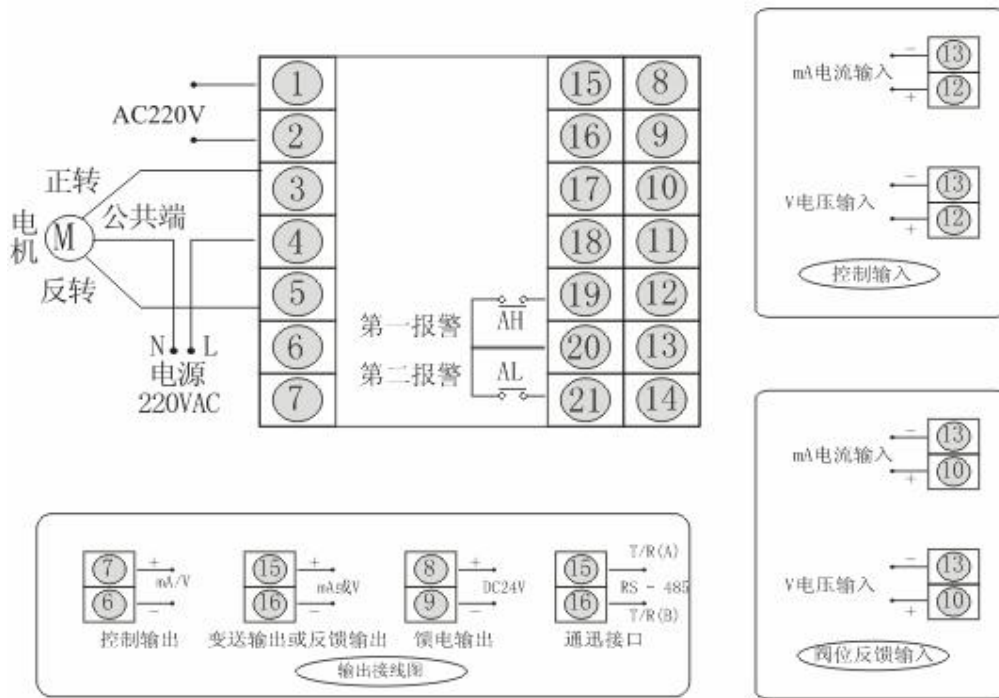 AC220V
正转
电机
M
公共端
反转
N L
电源
220VAC
1
2
3
4
5
6
7
第一报警
AH
第二报警
AL
15 8
16 9
17 10
18 11
19 12
20 13
21 14
mA电流输入
- 13
+ 12
V电压输入
- 13
+ 12
控制输入
mA电流输入
- 13
+ 10
V电压输入
- 13
+ 10
阀位反馈输入
7 +
mA/V
6 -
控制输出
15 +
mA或V
16 -
变送输出或反馈输出
8 +
DC24V
9 -
馈电输出
15 T/R(A)
RS - 485
16 T/R(B)
通迅接口
输出接线图